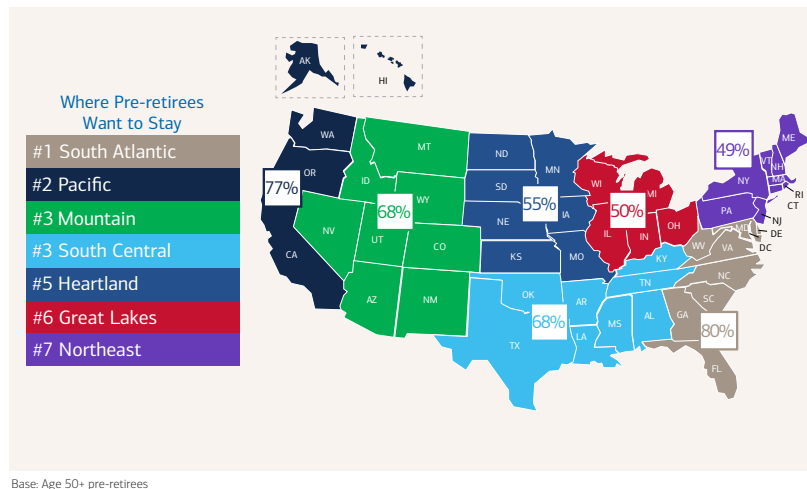 Where Pre-retirees
Want to Stay
#1 South Atlantic
#2 Pacific
#3 Mountain
#3 South Central
#5 Heartland
#6 Great Lakes
#7 Northeast
AK
HI
WA
OR
CA
77%
MT
ID
WY
68%
NV
UT
CO
AZ
NM
ND
SD
NE
KS
MN
IA
MO
55%
WI
MI
IL
IN
OH
50%
49%
ME
VT
NH
MA
NY
RI
CT
PA
NJ
DE
MD
DC
WV
VA
NC
SC
GA
FL
80%
KY
TN
OK
AR
TX
LA
MS
AL
68%
Base: Age 50+ pre-retirees